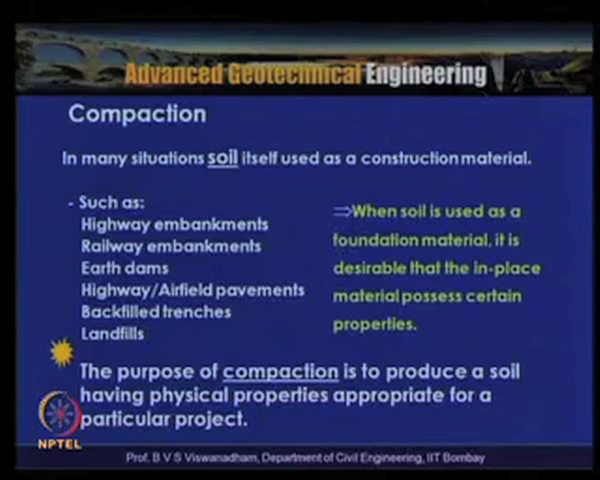 Advanced Geotechnical Engineering
Compaction
In many situations soil itself used as a construction material.
- Such as:
Highway embankments
Railway embankments
Earth dams
Highway/Airfield pavements
Backfilled trenches
Landfills
⇒When soil is used as a
foundation material, it is
desirable that the in-place
material possess certain
properties.
The purpose of compaction is to produce a soil
having physical properties appropriate for a
particular project.
NPTEL
Prof. B V S Viswanadham, Department of Civil Engineering, IIT Bombay